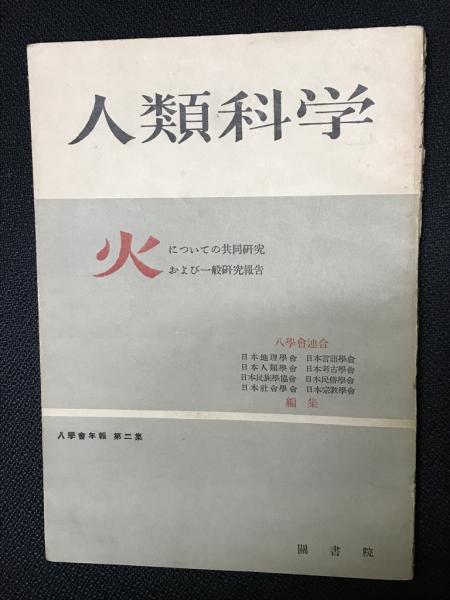 人類科学
火 についての共同研究
および一般研究報告
八學會連合
日本地理學會 日本言語學會
日本人類學會 日本考古學會
日本民族學協會 日本民俗學會
日本社會學會 日本宗教學會
編集
八學會年報 第二集
關書院